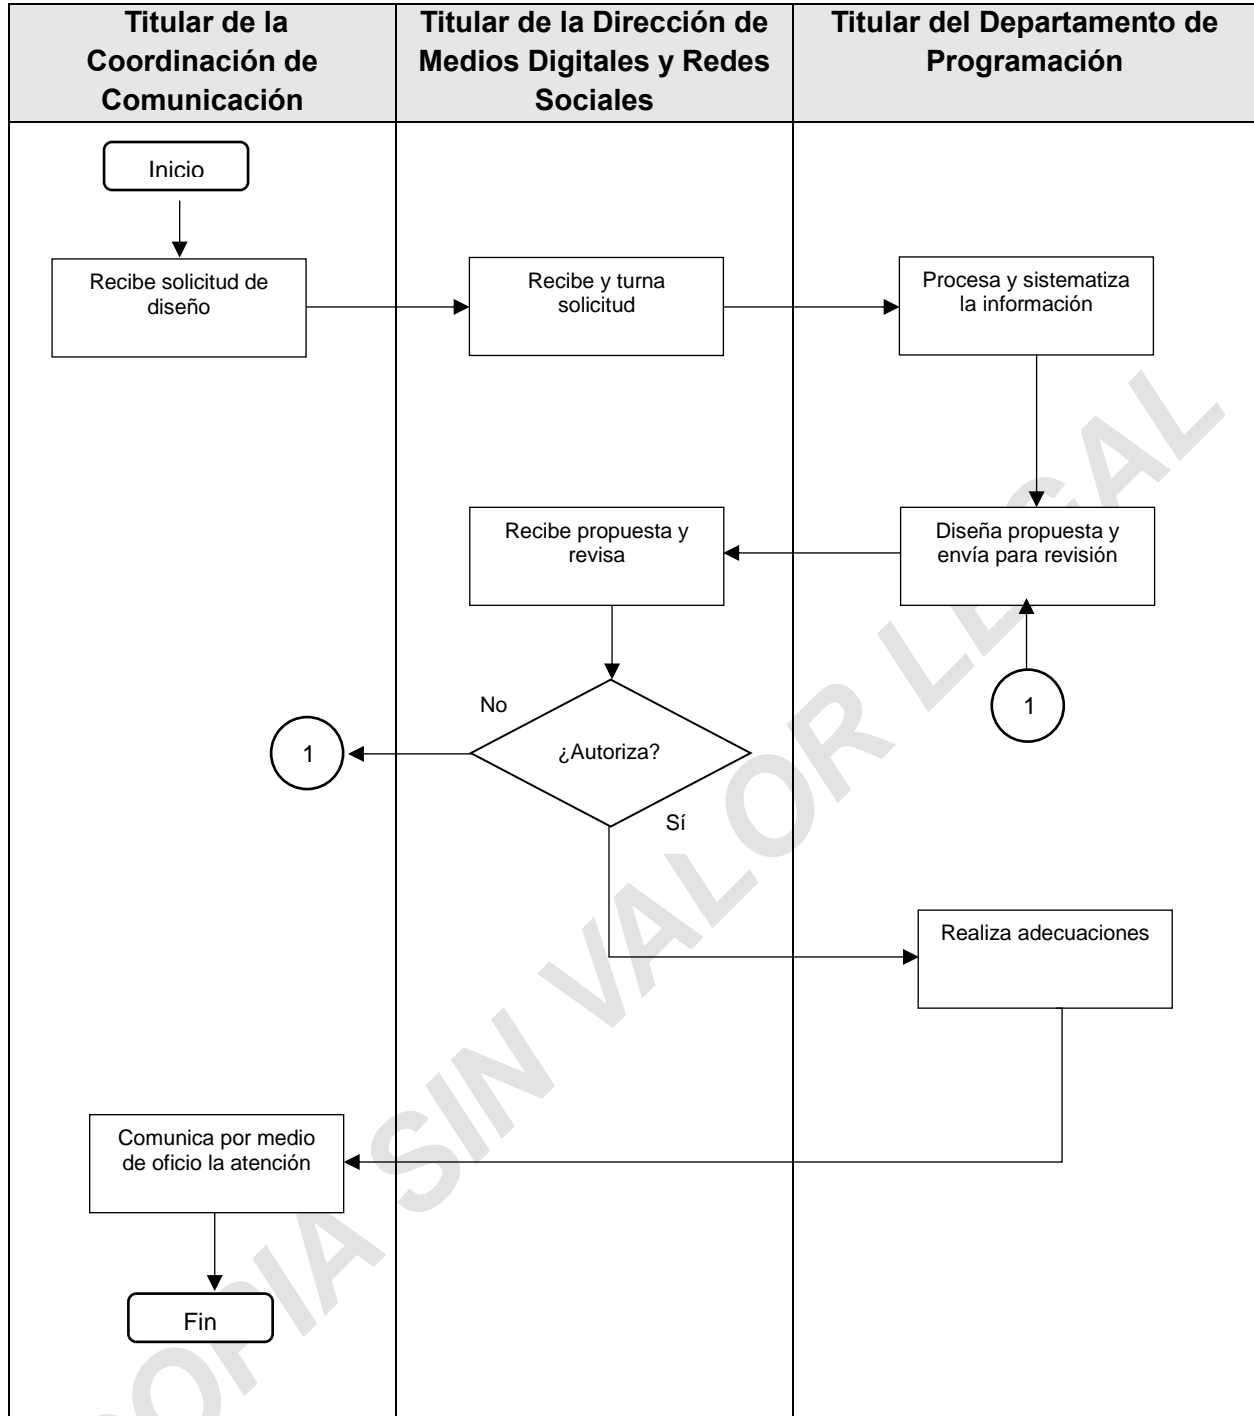 Titular de la
Coordinación de
Comunicación
Titular de la Dirección de
Medios Digitales y Redes
Sociales
Titular del Departamento de
Programación
Inicio
Recibe solicitud de
diseño
Recibe y turna
solicitud
Procesa y sistematiza
la información
Recibe propuesta y
revisa
Diseña propuesta y
envía para revisión
1
No
¿Autoriza?
1
Sí
Realiza adecuaciones
Comunica por medio
de oficio la atención
Fin
COPIA SIN VALOR LEGAL